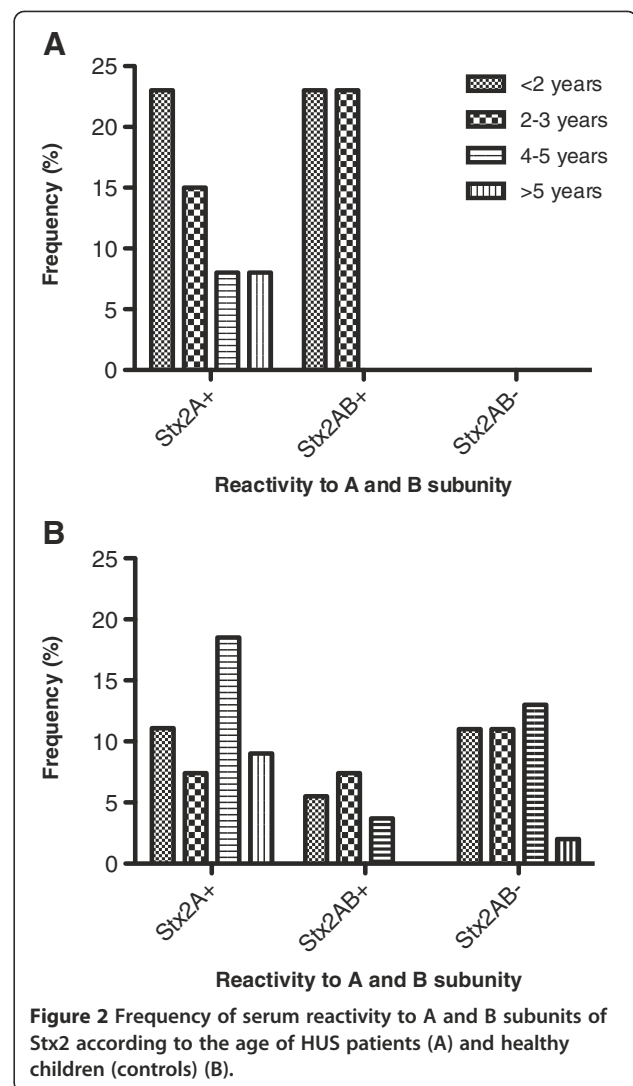 A
25
20
15
10
5
0
Frequency (%)
<2 years
2-3 years
4-5 years
>5 years
Stx2A+
Stx2AB+
Stx2AB-
Reactivity to A and B subunity
B
25
20
15
10
5
0
Frequency (%)
Stx2A+
Stx2AB+
Stx2AB-
Reactivity to A and B subunity
Figure 2 Frequency of serum reactivity to A and B subunits of
Stx2 according to the age of HUS patients (A) and healthy
children (controls) (B).